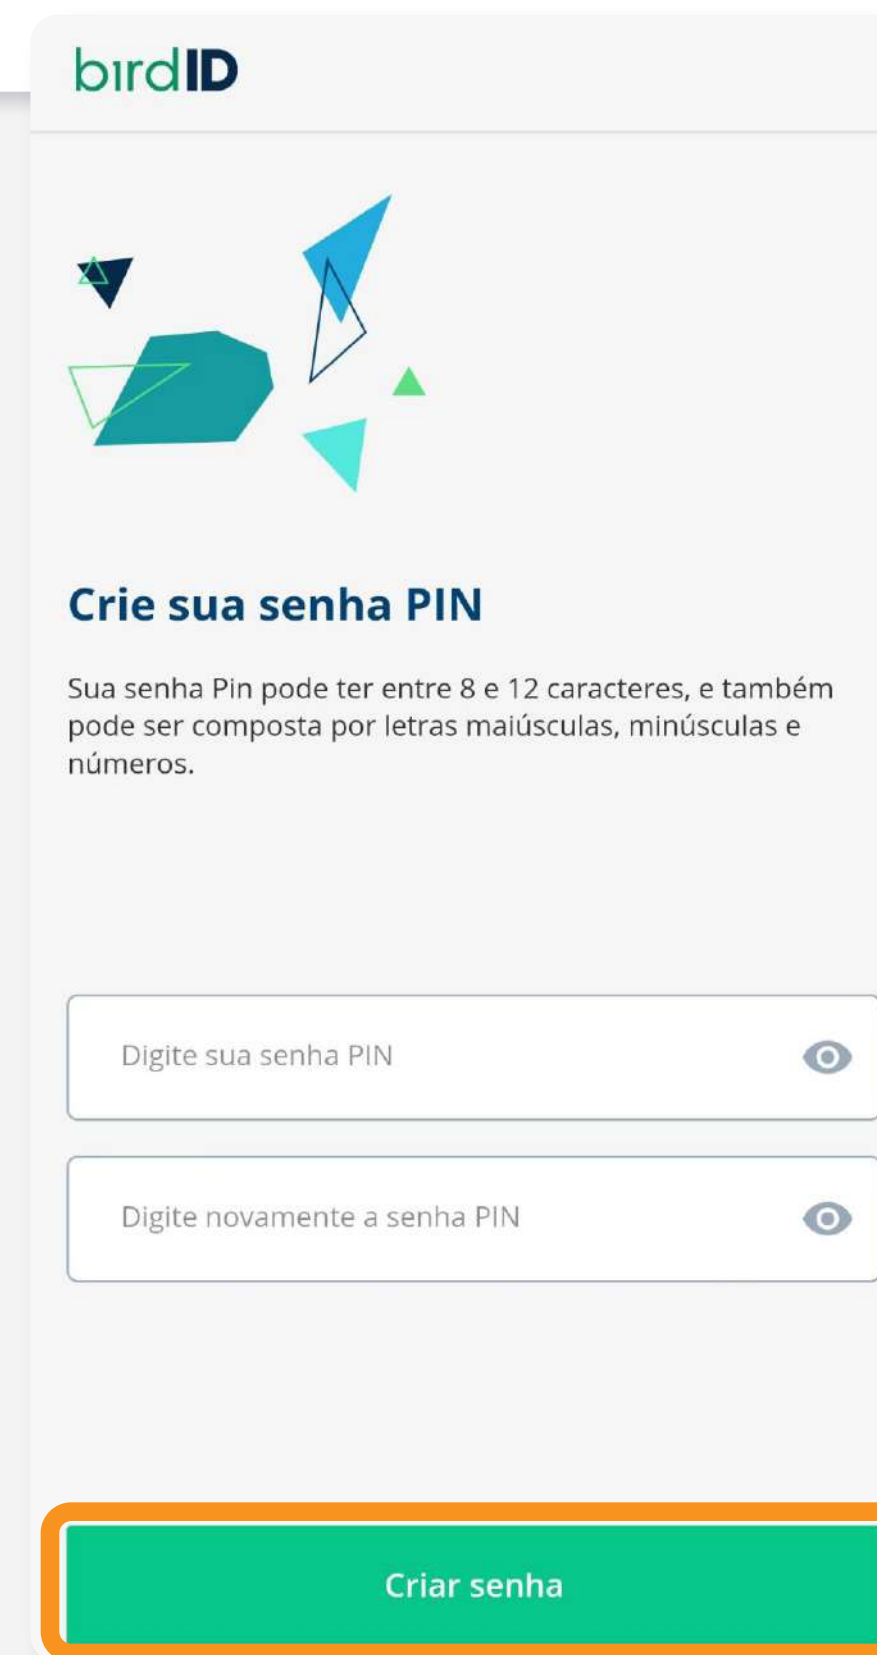 birdID
Crie sua senha PIN
Sua senha Pin pode ter entre 8 e 12 caracteres, e também
pode ser composta por letras maiúsculas, minúsculas e
números.
Digite sua senha PIN
Digite novamente a senha PIN
Criar senha